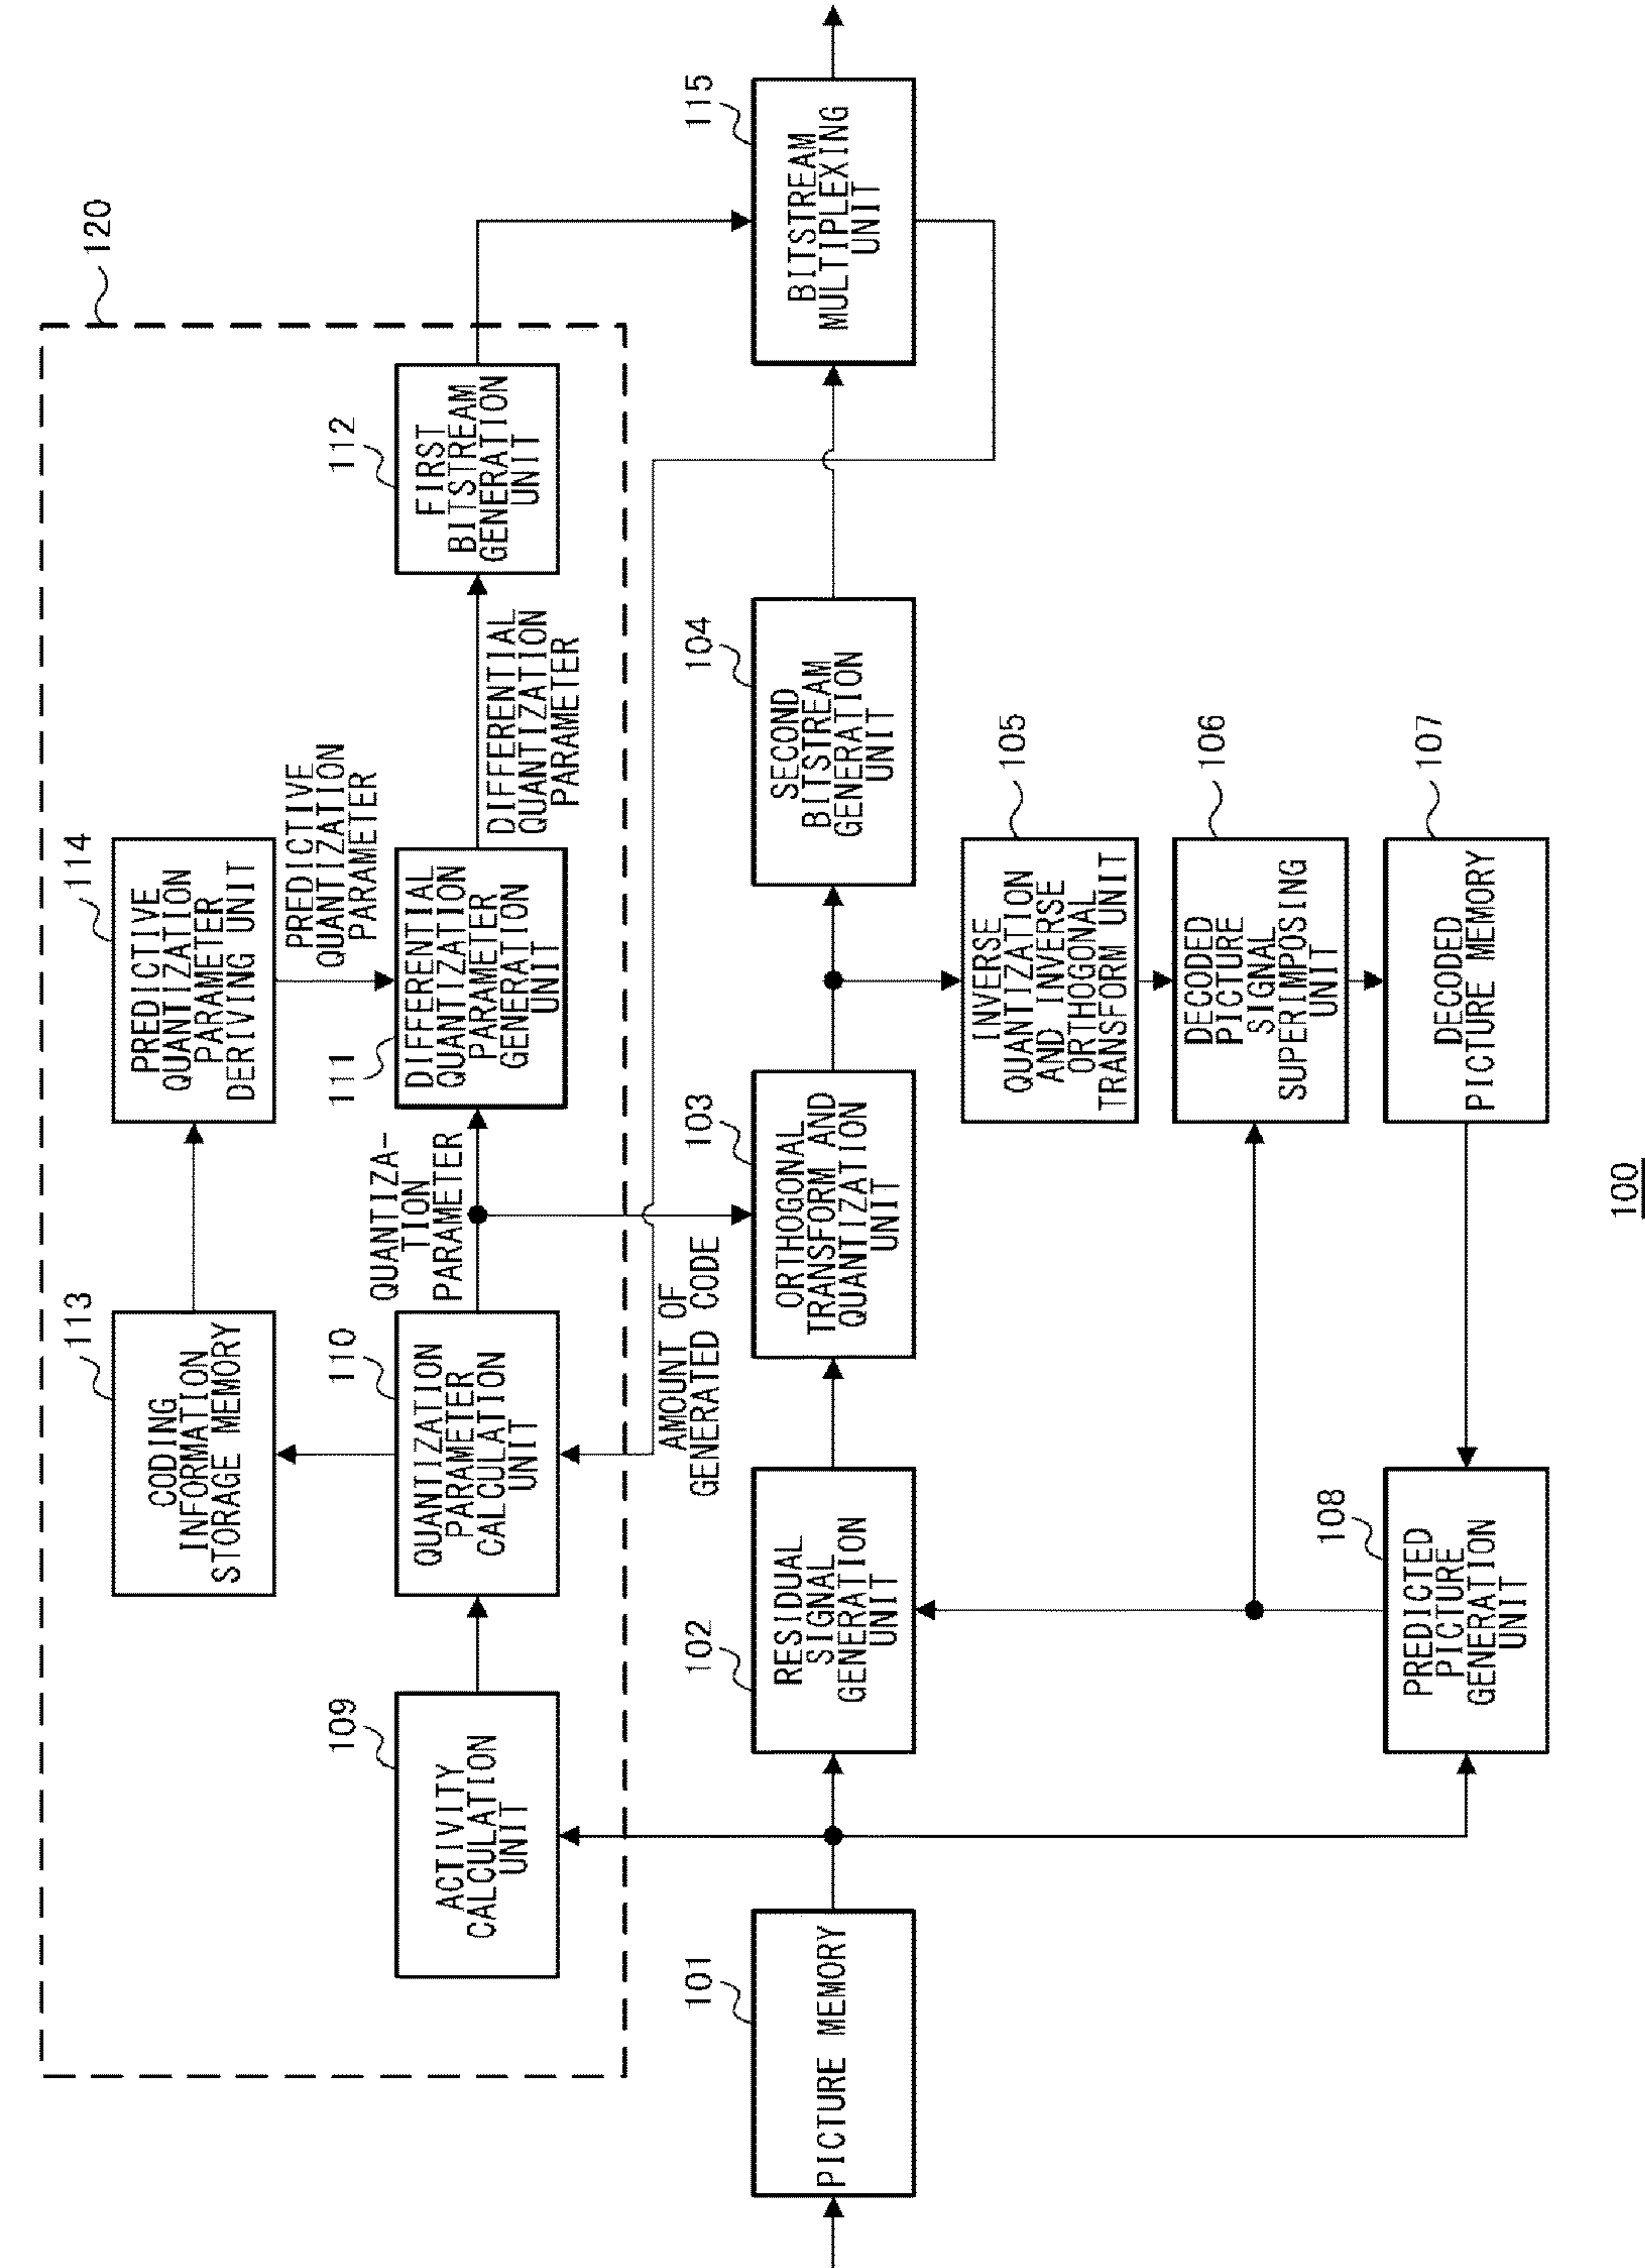 120
113
CODING
INFORMATION
STORAGE MEMORY
114
PREDICTIVE
QUANTIZATION
PARAMETER
DERIVING UNIT
PREDICTIVE
QUANTIZATION
PARAMETER
109
ACTIVITY
CALCULATION
UNIT
110
QUANTIZATION
PARAMETER
CALCULATION
UNIT
QUANTIZA-
TION
PARAMETER
111
DIFFERENTIAL
QUANTIZATION
PARAMETER
GENERATION
UNIT
DIFFERENTIAL
QUANTIZATION
PARAMETER
112
FIRST
BITSTREAM
GENERATION
UNIT
AMOUNT OF
GENERATED CODE
101
PICTURE MEMORY
102
RESIDUAL
SIGNAL
GENERATION
UNIT
103
ORTHOGONAL
TRANSFORM AND
QUANTIZATION
UNIT
104
SECOND
BITSTREAM
GENERATION
UNIT
115
BITSTREAM
MULTIPLEXING
UNIT
105
INVERSE
QUANTIZATION
AND INVERSE
ORTHOGONAL
TRANSFORM UNIT
106
DECODED
PICTURE
SIGNAL
SUPERIMPOSING
UNIT
108
PREDICTED
PICTURE
GENERATION
UNIT
107
DECODED
PICTURE MEMORY
100